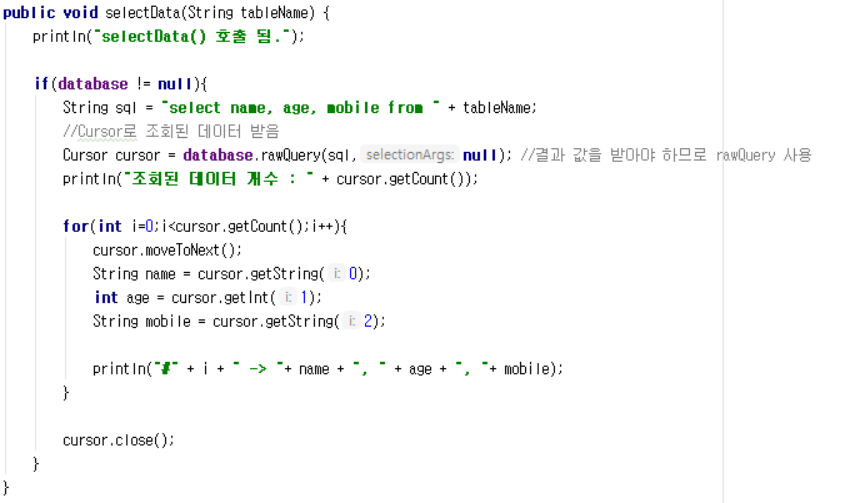 public void selectData(String tableName) {
println("selectData() 호출 됨.");
if(database != null){
String sql = "select name, age, mobile from " + tableName;
//Cursor로 조회된 데이터 받음
Cursor cursor = database.rawQuery(sql, selectionArgs: null); //결과 값을 받아야 하므로 rawQuery 사용
println("조회된 데이터 개수 : " + cursor.getCount());
for(int i=0;i<cursor.getCount();i++){
cursor.moveToNext();
String name = cursor.getString( i: 0);
int age = cursor.getInt( i: 1);
String mobile = cursor.getString( i: 2);
println("#" + i + " -> "+ name + ", " + age + ", "+ mobile);
}
cursor.close();
}
}